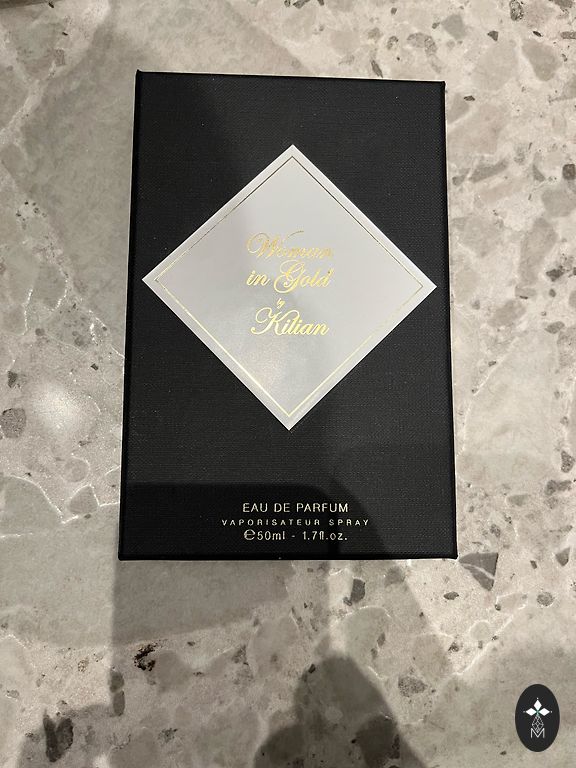 Woman
in Gold
by
Kilian
EAU DE PARFUM
VAPORISATEUR SPRAY
℮50ml - 1.7fl.oz.
M